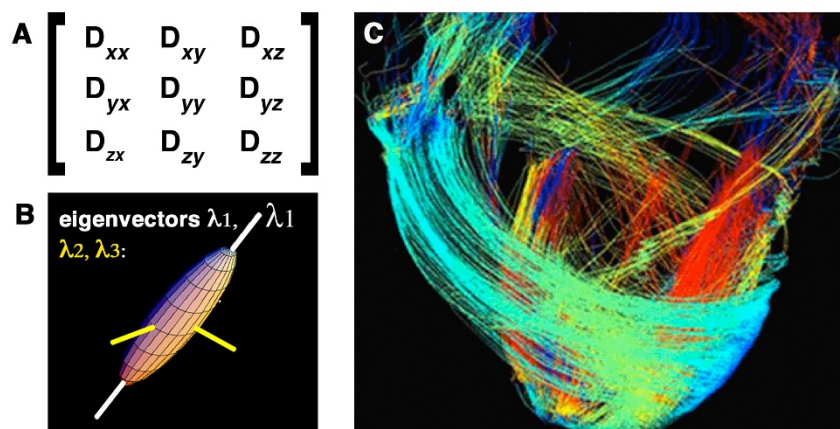 A
D_xx D_xy D_xz
D_yx D_yy D_yz
D_zx D_zy D_zz
B
eigenvectors λ1, λ1
λ2, λ3:
C